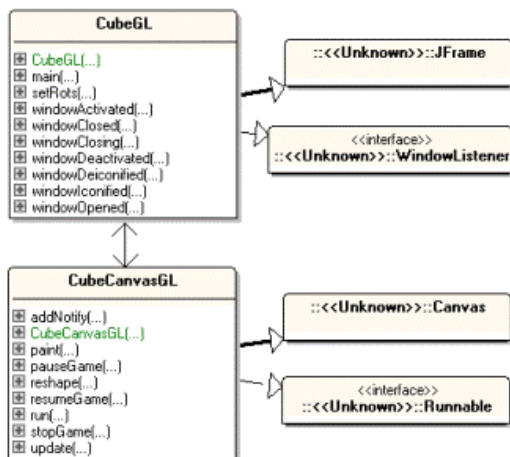 CubeGL
CubeGL(...)
main(...)
setRots(...)
windowActivated(...)
windowClosed(...)
windowClosing(...)
windowDeactivated(...)
windowDeiconified(...)
windowIconified(...)
windowOpened(...)
::<<Unknown>>::JFrame
<<interface>>
::<<Unknown>>::WindowListener
CubeCanvasGL
addNotify(...)
CubeCanvasGL(...)
paint(...)
pauseGame(...)
reshape(...)
resumeGame(...)
run(...)
stopGame(...)
update(...)
::<<Unknown>>::Canvas
<<interface>>
::<<Unknown>>::Runnable